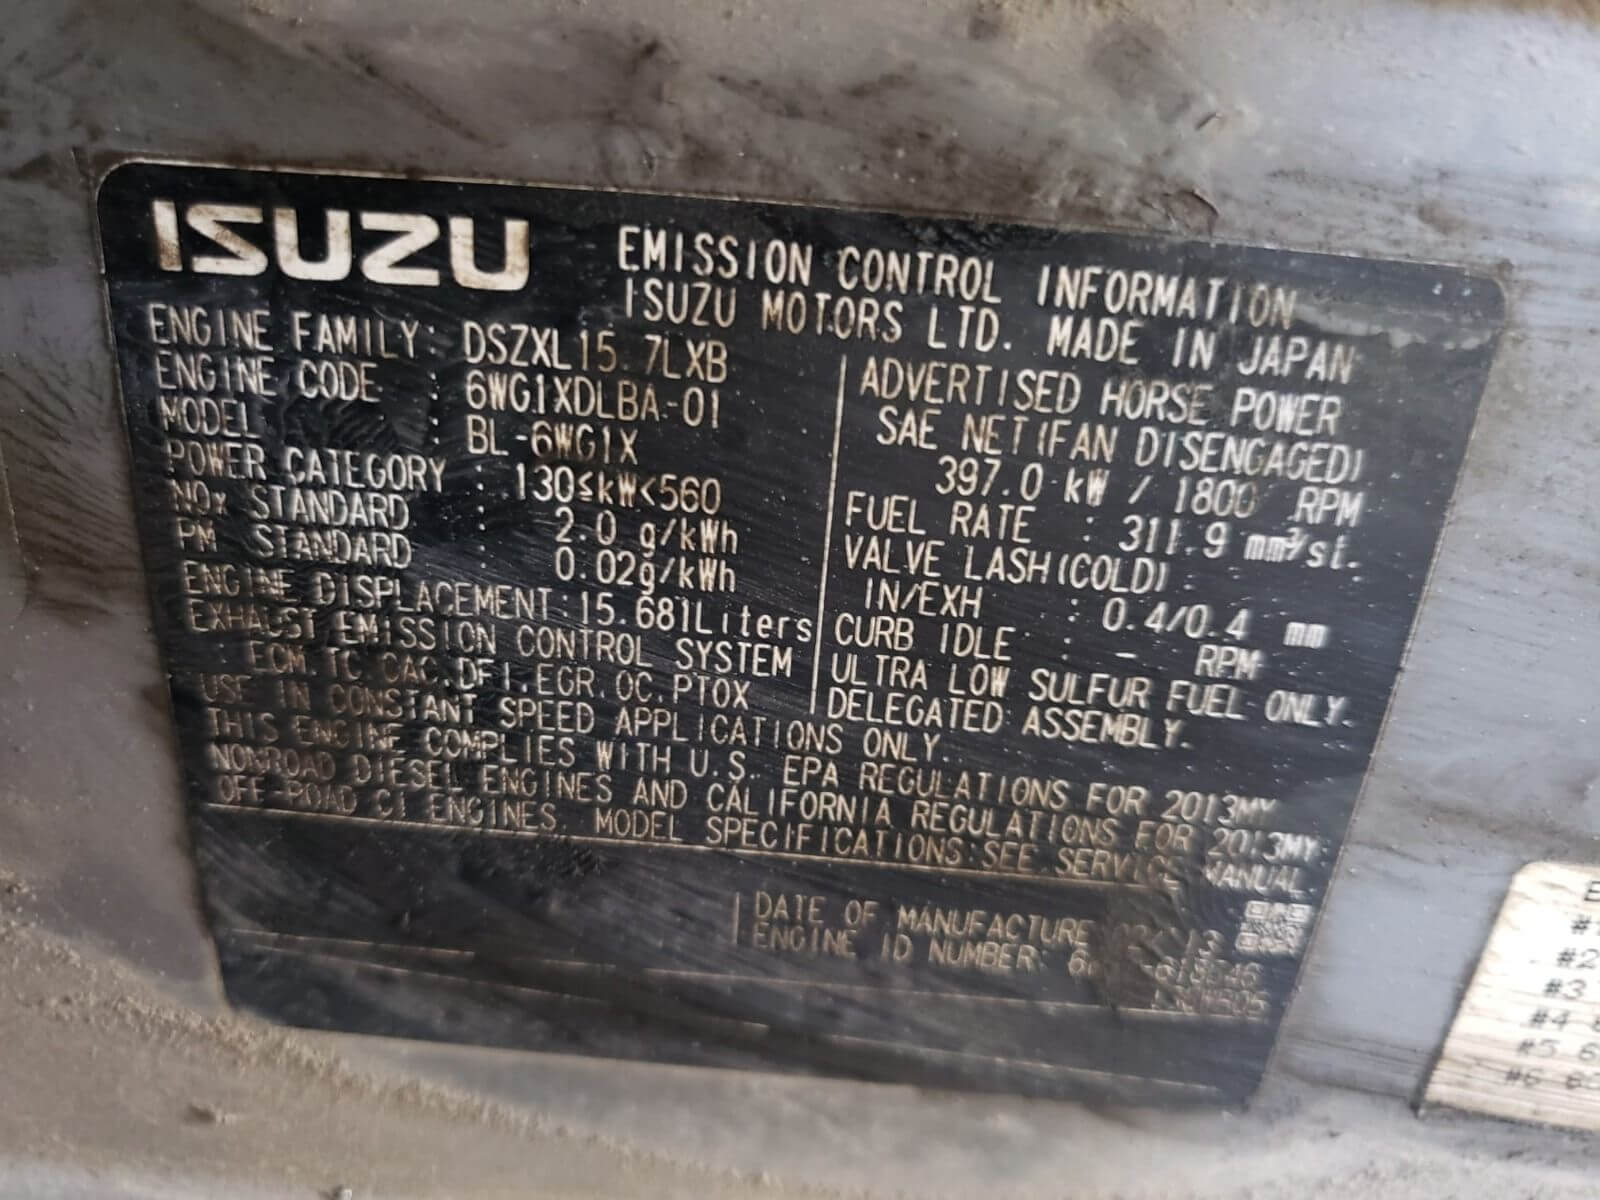 ISUZU
EMISSION CONTROL INFORMATION
ISUZU MOTORS LTD. MADE IN JAPAN
ENGINE FAMILY: DSZXL15.7LXB
ENGINE CODE : 6WG1XDLBA-01
MODEL : BL-6WG1X
POWER CATEGORY : 130≤kW<560
NOx STANDARD : 2.0 g/kWh
PM STANDARD : 0.02g/kWh
ENGINE DISPLACEMENT:15.681Liters
EXHAUST EMISSION CONTROL SYSTEM
: ECM.TC.CAC.DFI.EGR.OC.PTOX
ADVERTISED HORSE POWER
SAE NET(FAN DISENGAGED)
397.0 kW / 1800 RPM
FUEL RATE : 311.9 mm³/st.
VALVE LASH(COLD)
IN/EXH : 0.4/0.4 mm
CURB IDLE : - RPM
ULTRA LOW SULFUR FUEL ONLY.
DELEGATED ASSEMBLY.
USE IN CONSTANT SPEED APPLICATIONS ONLY.
THIS ENGINE COMPLIES WITH U.S. EPA REGULATIONS FOR 2013MY
NONROAD DIESEL ENGINES AND CALIFORNIA REGULATIONS FOR 2013MY
OFF-ROAD CI ENGINES. MODEL SPECIFICATIONS:SEE SERVICE MANUAL.
DATE OF MANUFACTURE
ENGINE ID NUMBER:
#2
#3
#4
#5 6
#6